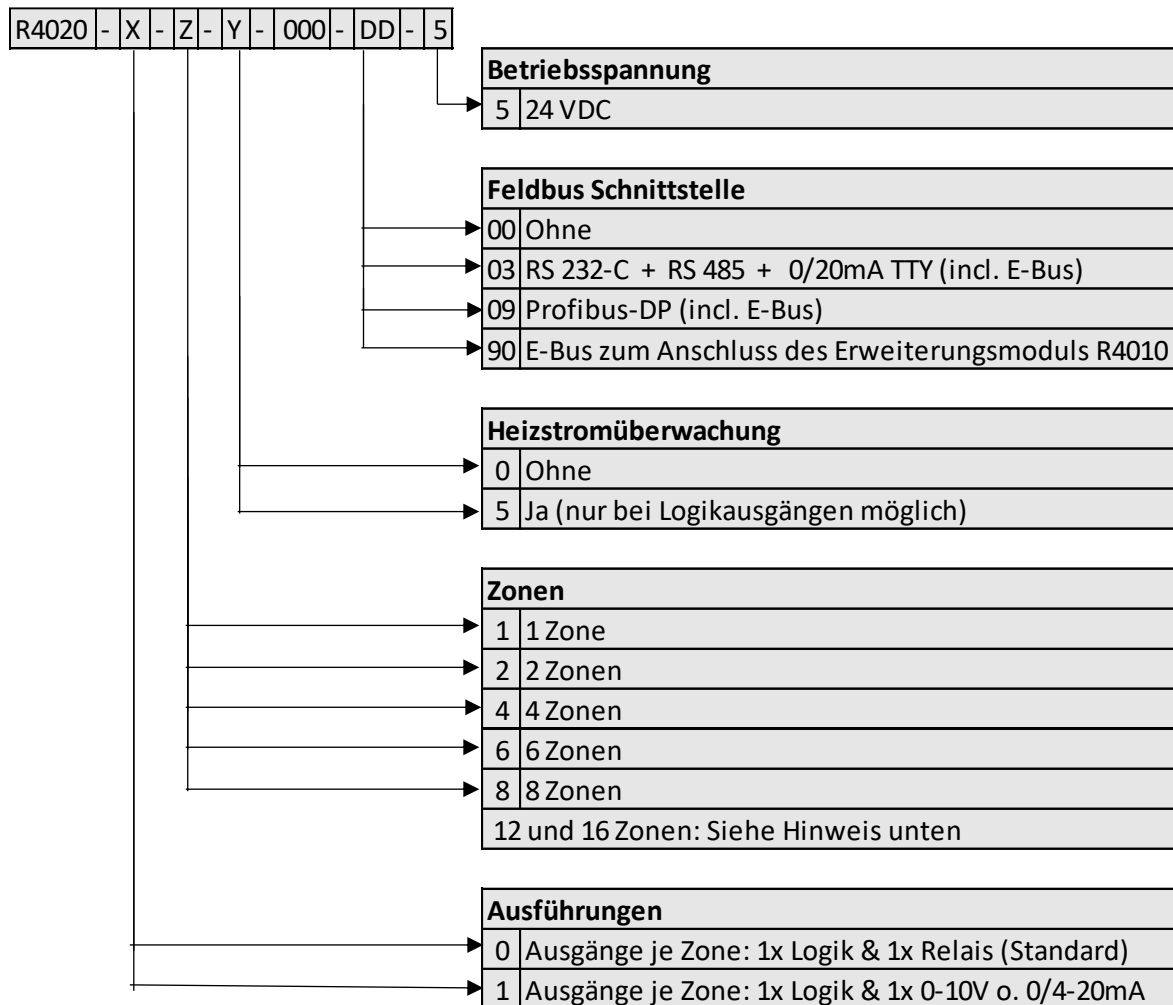 R4020 - X - Z - Y - 000 - DD - 5
Betriebsspannung
5 24 VDC
Feldbus Schnittstelle
00 Ohne
03 RS 232-C + RS 485 + 0/20mA TTY (incl. E-Bus)
09 Profibus-DP (incl. E-Bus)
90 E-Bus zum Anschluss des Erweiterungsmoduls R4010
Heizstromüberwachung
0 Ohne
5 Ja (nur bei Logikausgängen möglich)
Zonen
1 1 Zone
2 2 Zonen
4 4 Zonen
6 6 Zonen
8 8 Zonen
12 und 16 Zonen: Siehe Hinweis unten
Ausführungen
0 Ausgänge je Zone: 1x Logik & 1x Relais (Standard)
1 Ausgänge je Zone: 1x Logik & 1x 0-10V o. 0/4-20mA